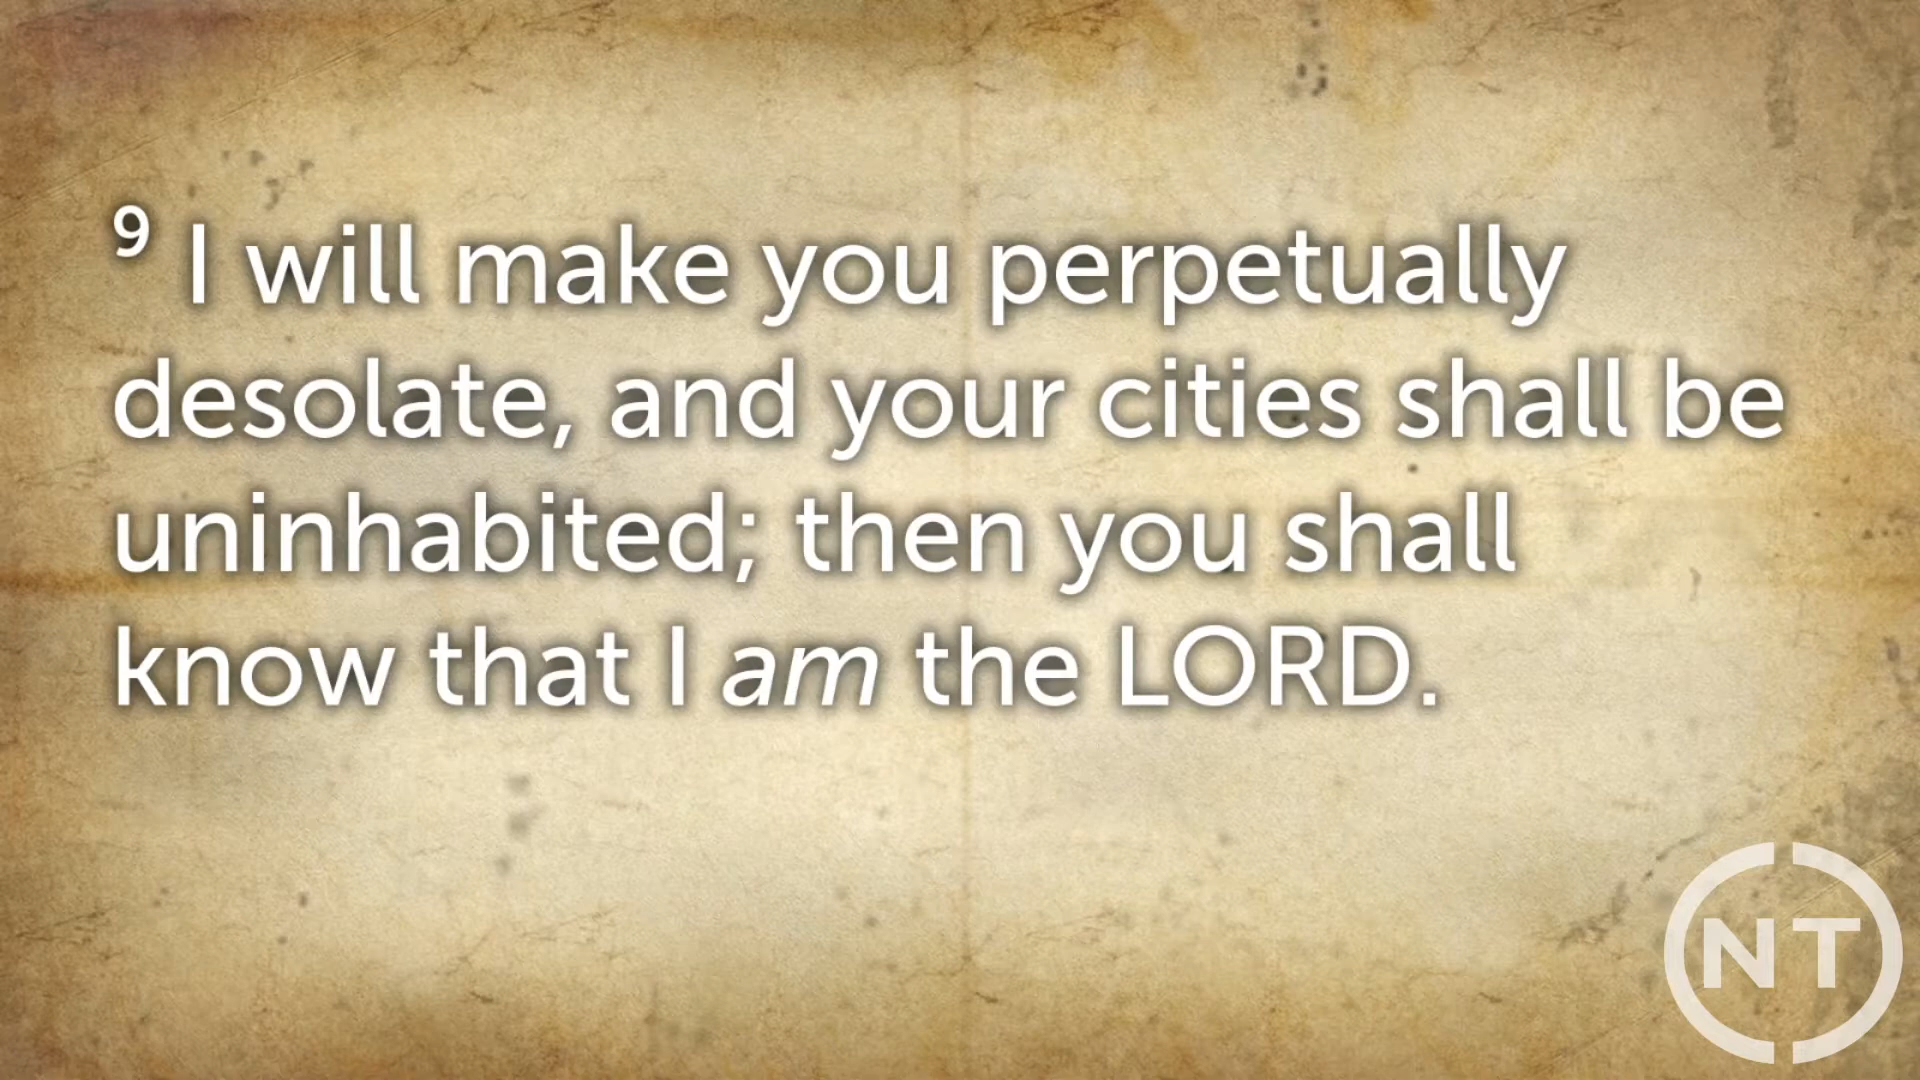 9 I will make you perpetually
desolate, and your cities shall be
uninhabited; then you shall
know that I am the LORD.
NT